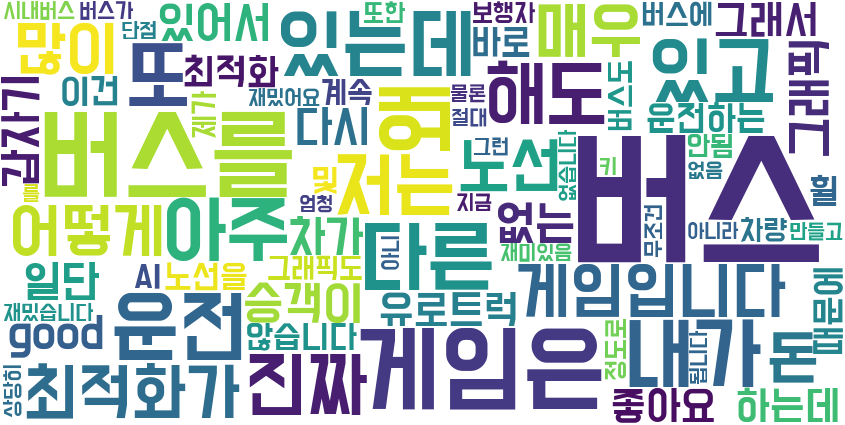 시내버스 버스가
단점
있어서
또한
보행자
버스에
그래서
많이
또
최적화
있는데
바로
매우
있고
그래픽
이건
재밌어요
계속
물론
절대
해도
버스도
운전하는
갑자기
제가
버스를
다시
왜
저는
노선
그런
없습니다
키
안됨
없음
휠
를
엄청
및
지금
없는
버스
어떻게
아주
차가
아니
다른
재미있음
무조건
아니라
차량
만들고
일단
AI
노선을
그래픽도
승객이
유로트럭
게임입니다
때문에
재밌습니다
good
운전
않습니다
정도로
내가
됩니다
돈
상당히
최적화가
진짜
게임은
좋아요
하는데